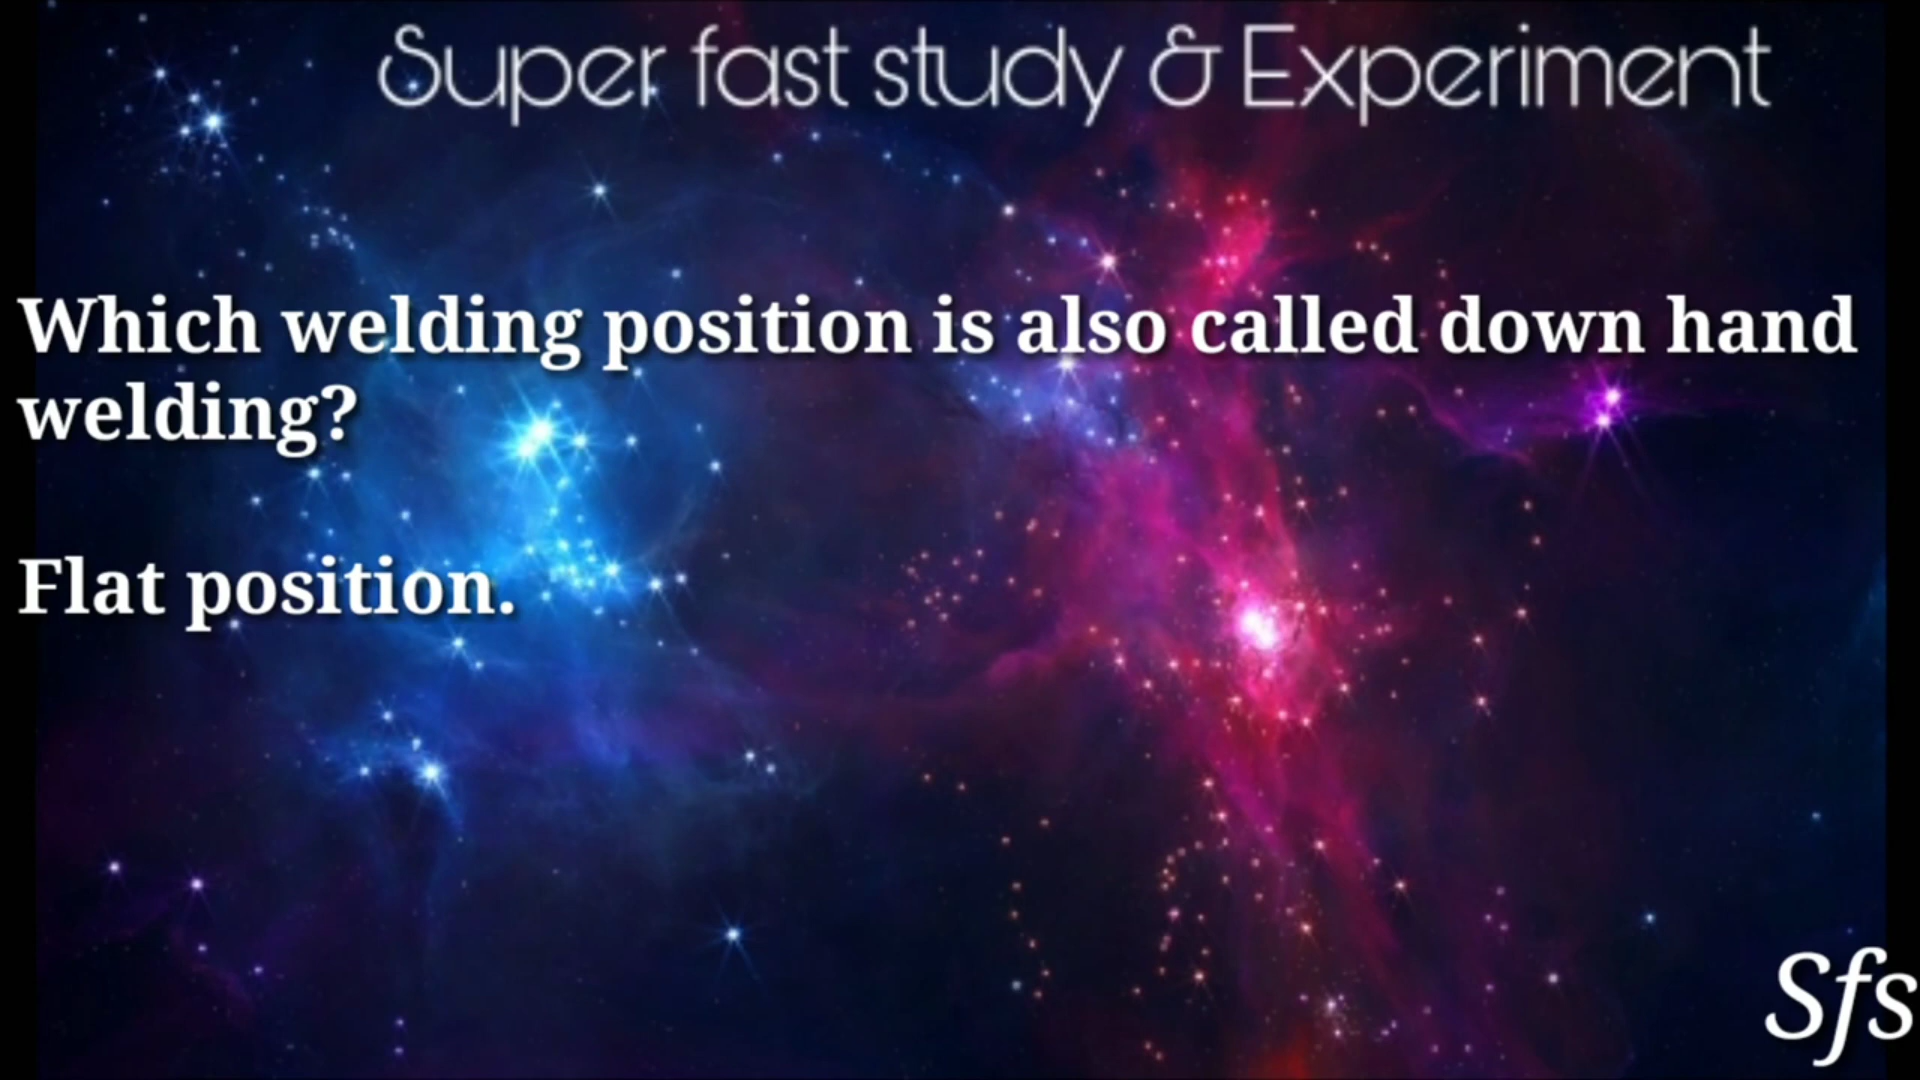 Super fast study & Experiment
Which welding position is also called down hand
welding?
Flat position.
Sfs